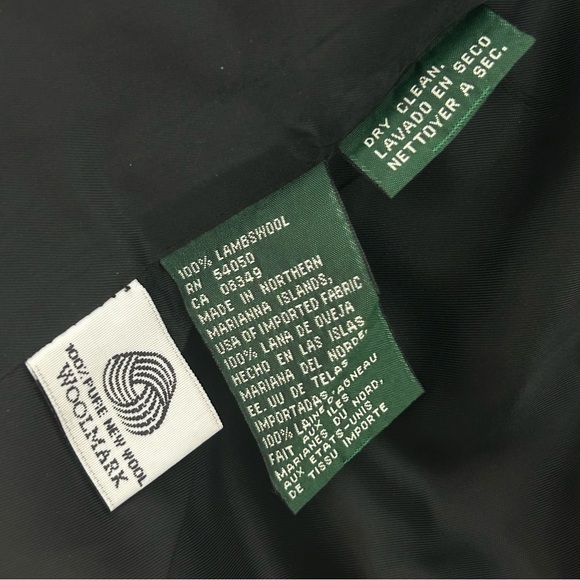 DRY CLEAN.
LAVADO EN SECO
NETTOYER A SEC.
100% LAMBSWOOL
RN 54050
CA 08349
MADE IN NORTHERN
MARIANNA ISLANDS,
USA OF IMPORTED FABRIC
100% LANA DE OVEJA
HECHO EN LAS ISLAS
MARIANA DEL NORDE,
EE. UU DE TELAS
IMPORTADAS.
100% LAINE D'AGNEAU
FAIT AUX ILES
MARIANES DU NORD,
AUX ETATS UNIS
DE TISSU IMPORTE
100% PURE NEW WOOL
WOOLMARK